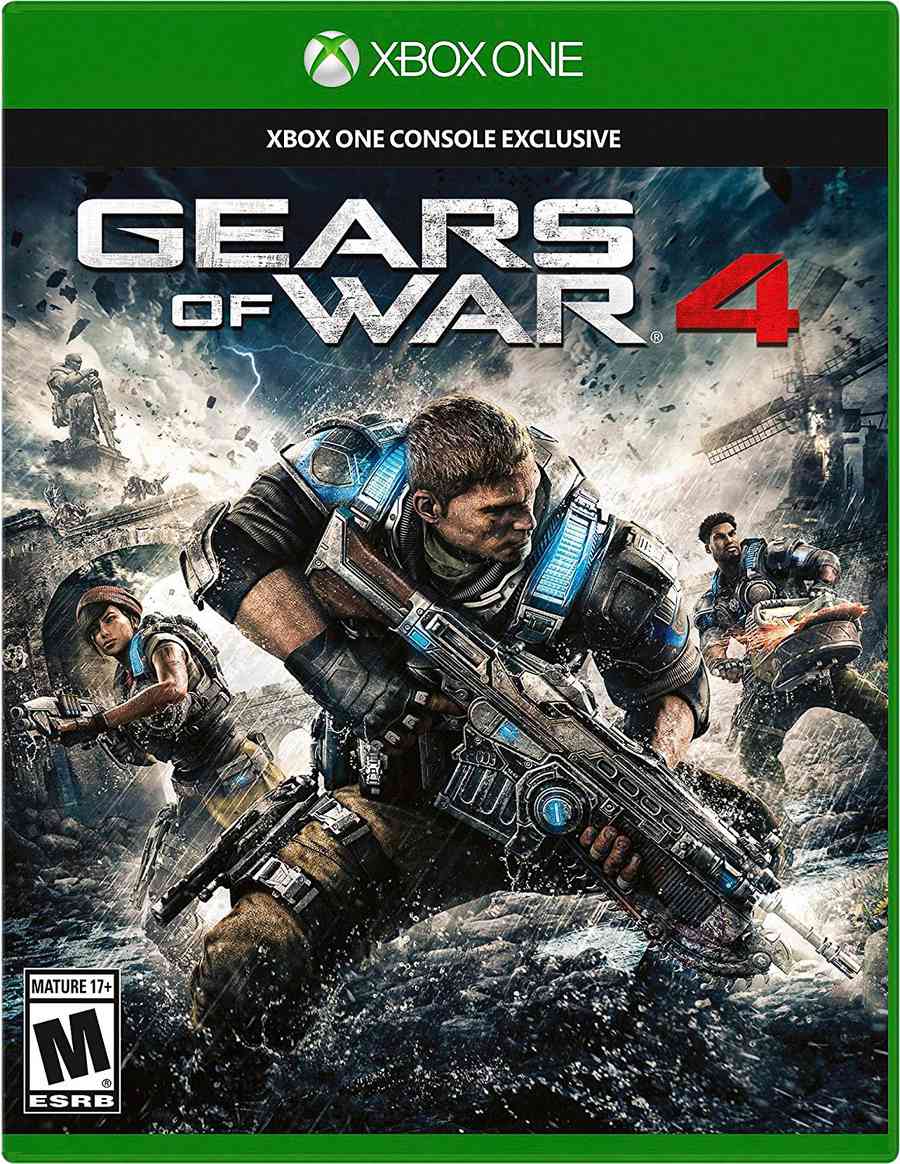 XBOX ONE
XBOX ONE CONSOLE EXCLUSIVE
GEARS
OF WAR® 4
MATURE 17+
M®
ESRB